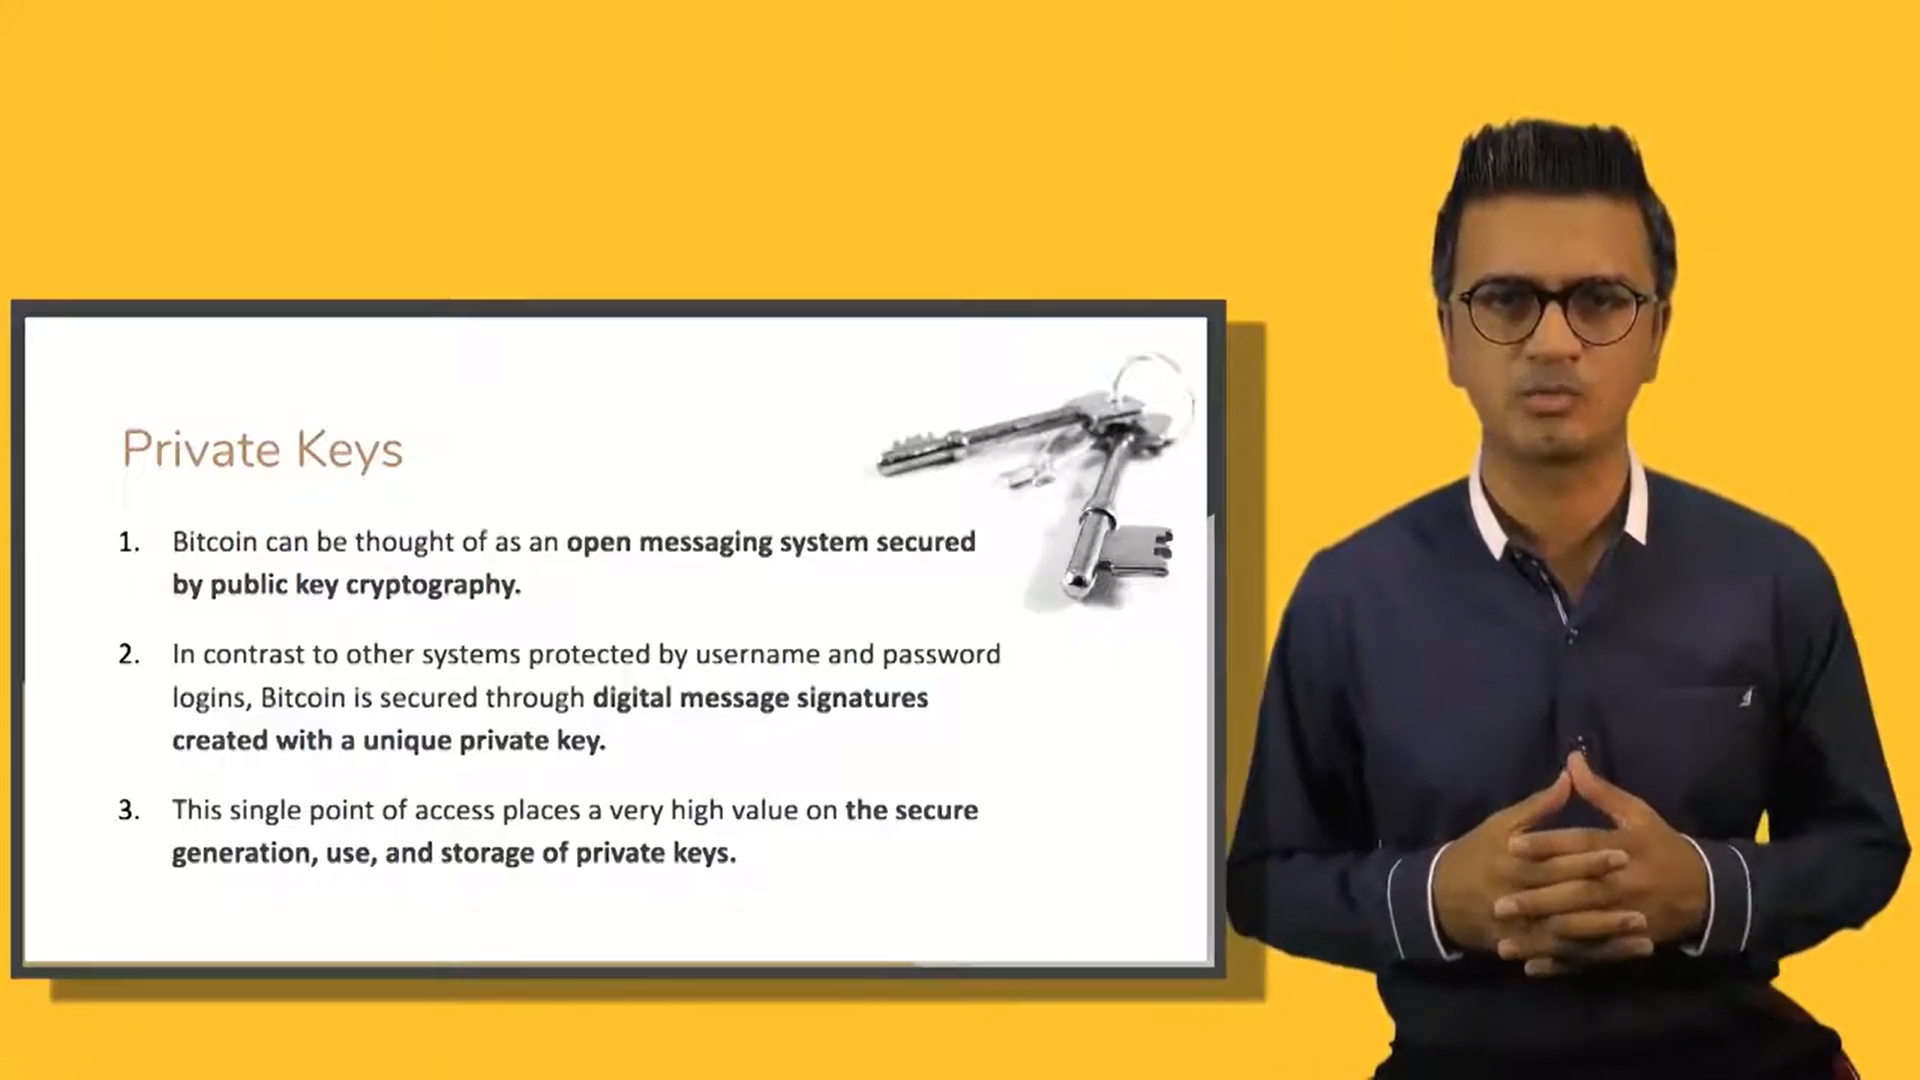 Private Keys
1. Bitcoin can be thought of as an open messaging system secured
by public key cryptography.
2. In contrast to other systems protected by username and password
logins, Bitcoin is secured through digital message signatures
created with a unique private key.
3. This single point of access places a very high value on the secure
generation, use, and storage of private keys.